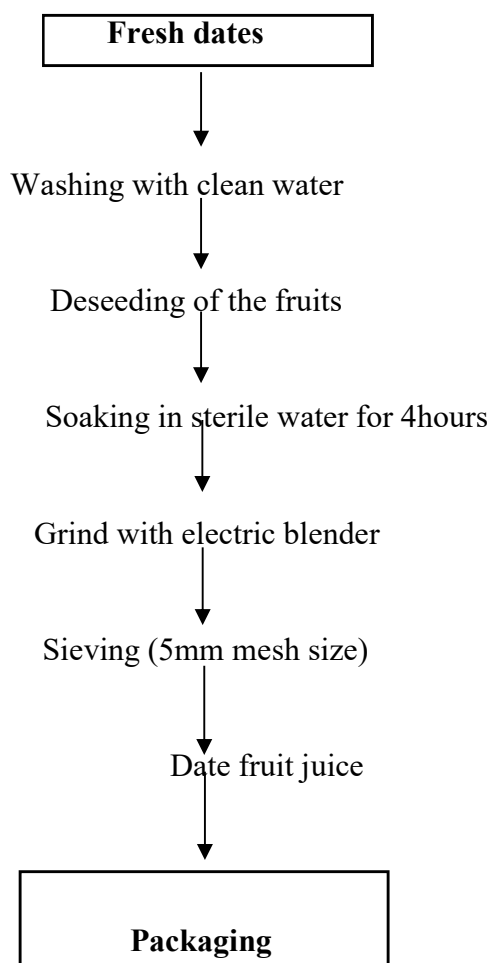 Fresh dates
Washing with clean water
Deseeding of the fruits
Soaking in sterile water for 4hours
Grind with electric blender
Sieving (5mm mesh size)
Date fruit juice
Packaging